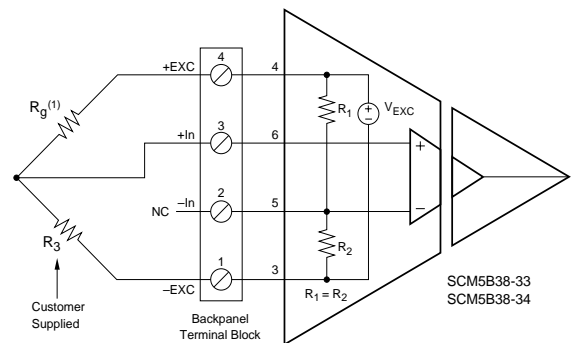 +EXC
4
4
Rg(1)
R1
+
–
VEXC
+In
3
6
+
NC
–In
2
5
–
R3
R2
1
3
–EXC
R1 = R2
SCM5B38-33
SCM5B38-34
Customer
Supplied
Backpanel
Terminal Block